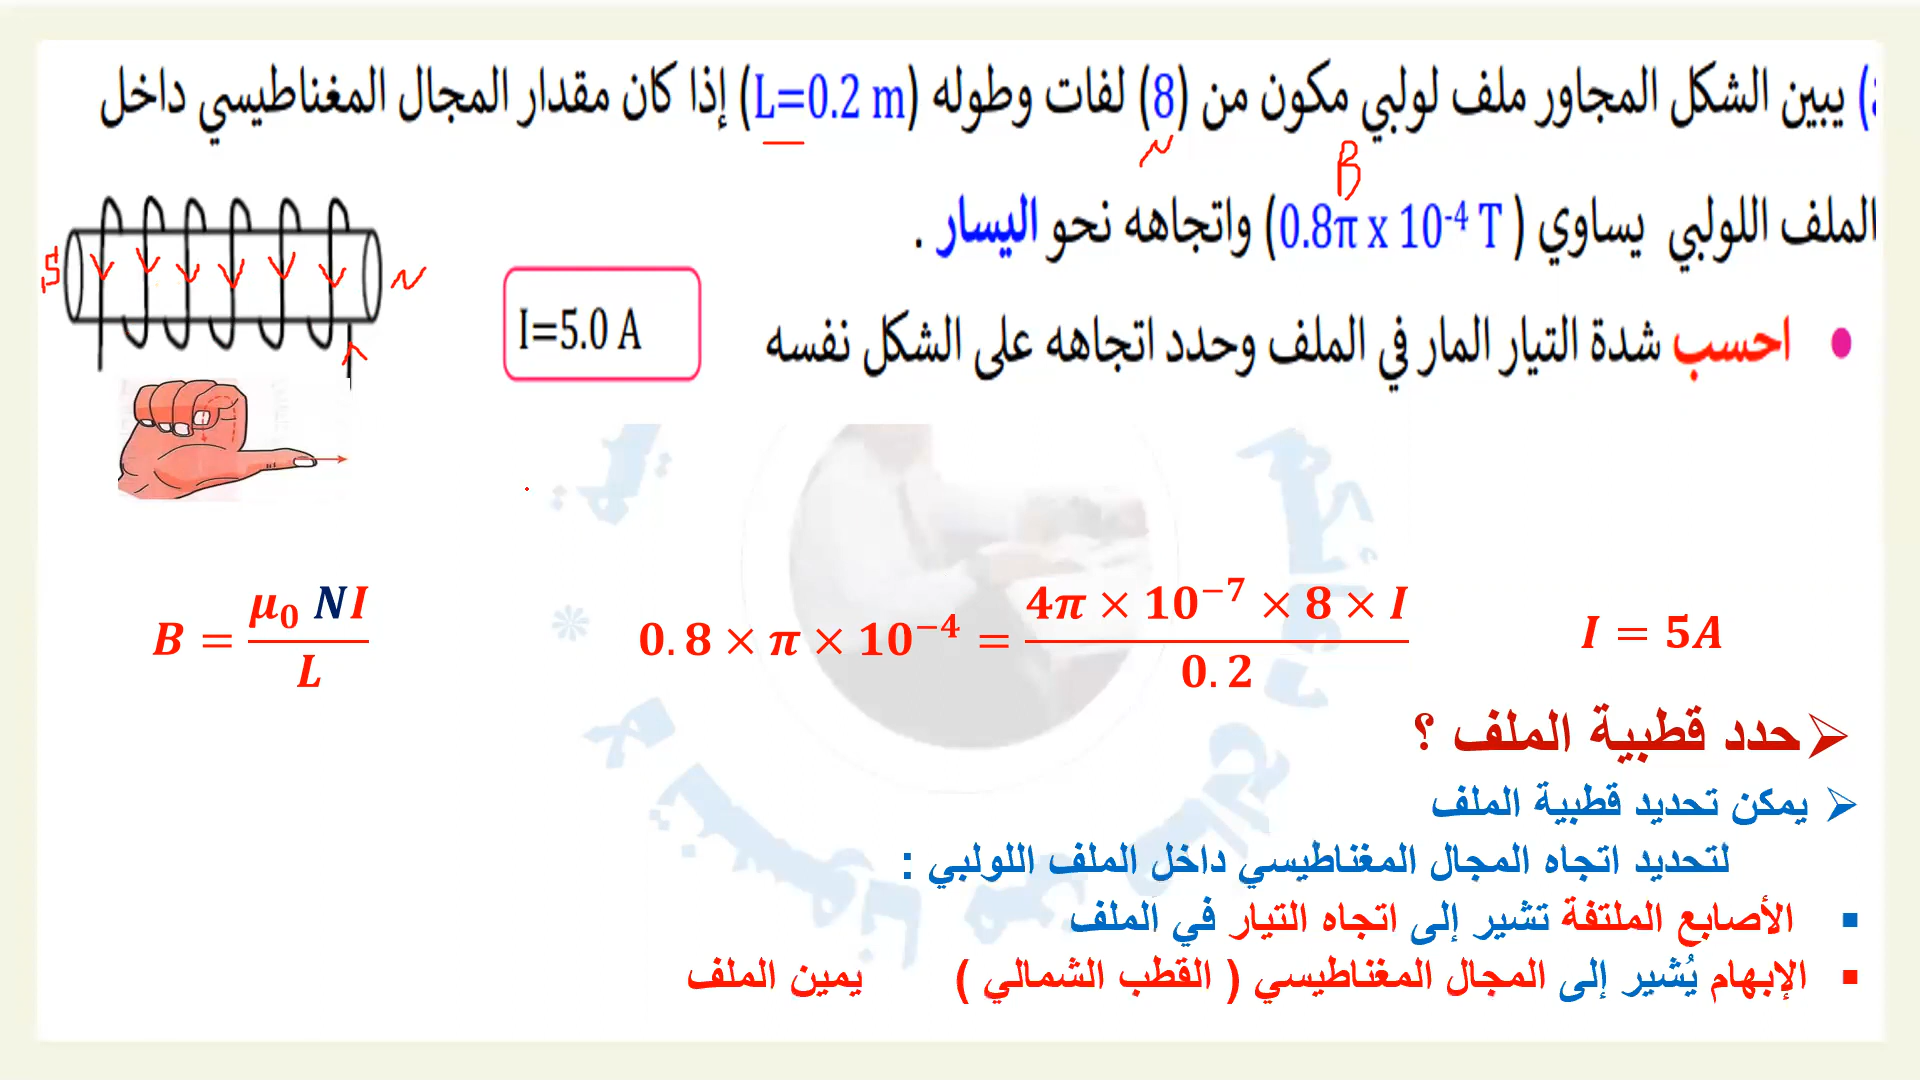 ) يبين الشكل المجاور ملف لولبي مكون من (8) لفات وطوله (L=0.2 m) إذا كان مقدار المجال المغناطيسي داخل
N
B
الملف اللولبي يساوي (0.8π x 10-4 T) واتجاهه نحو اليسار .
S
N
احسب شدة التيار المار في الملف وحدد اتجاهه على الشكل نفسه
I=5.0 A
B = μ₀ NI / L
0.8 × π × 10⁻⁴ = 4π × 10⁻⁷ × 8 × I / 0.2
I = 5A
حدد قطبية الملف ؟
يمكن تحديد قطبية الملف
لتحديد اتجاه المجال المغناطيسي داخل الملف اللولبي :
الأصابع الملتفة تشير إلى اتجاه التيار في الملف
الإبهام يُشير إلى المجال المغناطيسي ( القطب الشمالي ) يمين الملف